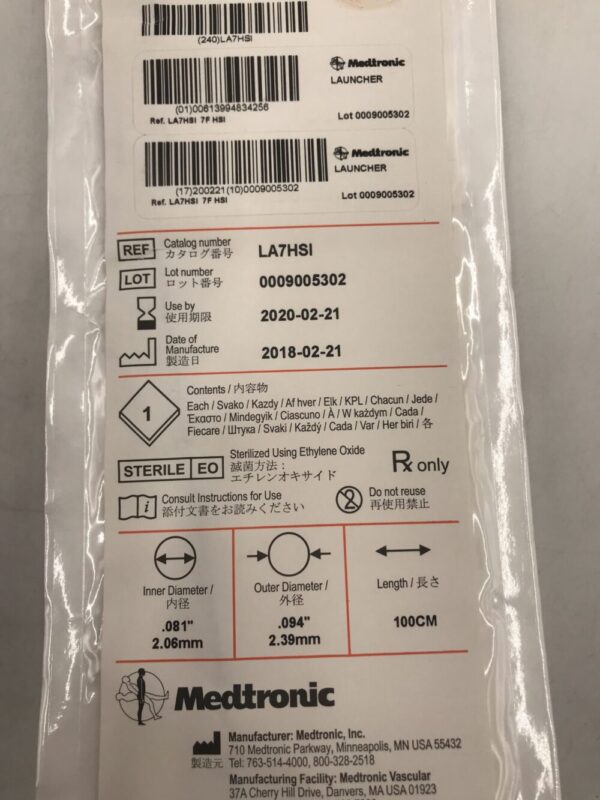 (240)LA7HSI
Medtronic
LAUNCHER
(01)00613994834256
Ref. LA7HSI 7F HSI
Lot 0009005302
Medtronic
LAUNCHER
(17)200221(10)0009005302
Ref. LA7HSI 7F HSI
Lot 0009005302
REF Catalog number LA7HSI
カタログ番号
LOT Lot number 0009005302
ロット番号
Use by 2020-02-21
使用期限
Date of
Manufacture 2018-02-21
製造日
Contents / 内容物
1
Each / Svako / Kazdy / Af hver / Elk / KPL / Chacun / Jede /
Έκαστο / Mindegyik / Ciascuno / À / W każdym / Cada /
Fiecare / Штука / Svaki / Každý / Cada / Var / Her biri / 各
STERILE EO Sterilized Using Ethylene Oxide
滅菌方法：
エチレンオキサイド
Rx only
Consult Instructions for Use
添付文書をお読みください
2 Do not reuse
再使用禁止
Inner Diameter /
内径
.081"
2.06mm
Outer Diameter /
外径
.094"
2.39mm
Length / 長さ
100CM
Medtronic
Manufacturer: Medtronic, Inc.
710 Medtronic Parkway, Minneapolis, MN USA 55432
製造元 Tel: 763-514-4000, 800-328-2518
Manufacturing Facility: Medtronic Vascular
37A Cherry Hill Drive, Danvers, MA USA 01923